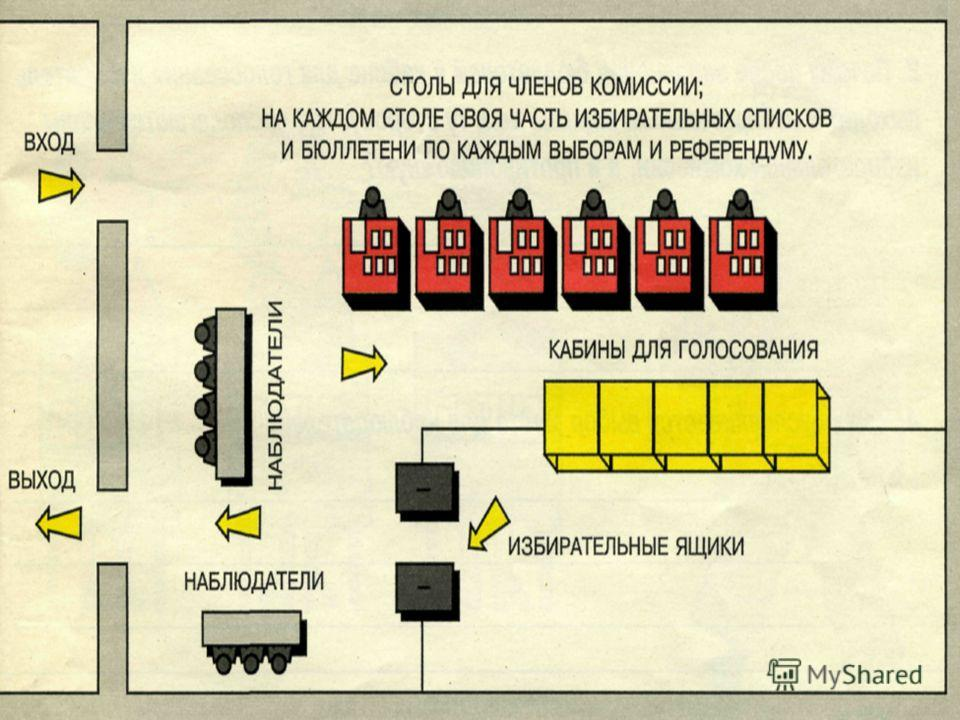 СТОЛЫ ДЛЯ ЧЛЕНОВ КОМИССИИ;
НА КАЖДОМ СТОЛЕ СВОЯ ЧАСТЬ ИЗБИРАТЕЛЬНЫХ СПИСКОВ
И БЮЛЛЕТЕНИ ПО КАЖДЫМ ВЫБОРАМ И РЕФЕРЕНДУМУ.
ВХОД
НАБЛЮДАТЕЛИ
КАБИНЫ ДЛЯ ГОЛОСОВАНИЯ
ВЫХОД
ИЗБИРАТЕЛЬНЫЕ ЯЩИКИ
НАБЛЮДАТЕЛИ
MyShared